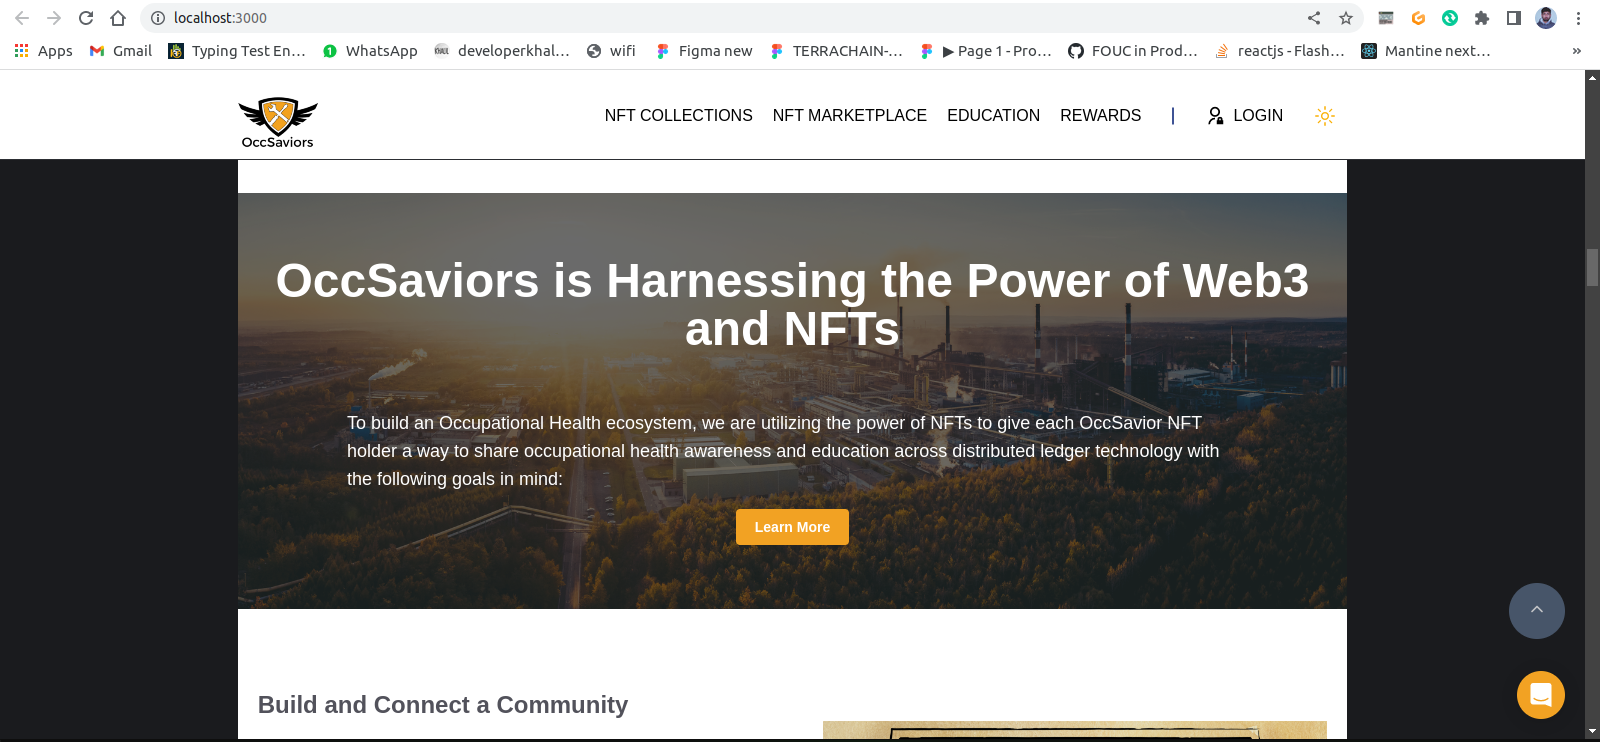 localhost:3000
Apps
Gmail
Typing Test En...
1
WhatsApp
developerkhal...
wifi
Figma new
TERRACHAIN-...
▶ Page 1 - Pro...
FOUC in Prod...
reactjs - Flash...
Mantine next...
»
OccSaviors
NFT COLLECTIONS
NFT MARKETPLACE
EDUCATION
REWARDS
LOGIN
OccSaviors is Harnessing the Power of Web3
and NFTs
To build an Occupational Health ecosystem, we are utilizing the power of NFTs to give each OccSavior NFT
holder a way to share occupational health awareness and education across distributed ledger technology with
the following goals in mind:
Learn More
Build and Connect a Community